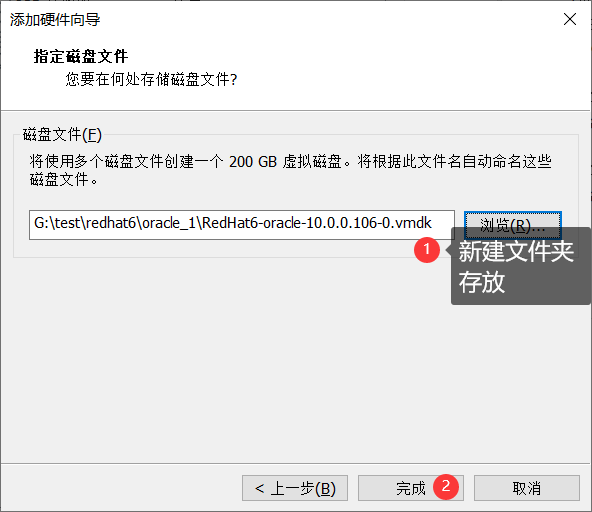 添加硬件向导
指定磁盘文件
您要在何处存储磁盘文件?
磁盘文件(F)
将使用多个磁盘文件创建一个 200 GB 虚拟磁盘。将根据此文件名自动命名这些
磁盘文件。
G:\test\redhat6\oracle_1\RedHat6-oracle-10.0.0.106-0.vmdk
浏览(R)...
1
新建文件夹
存放
< 上一步(B)
完成
2
取消